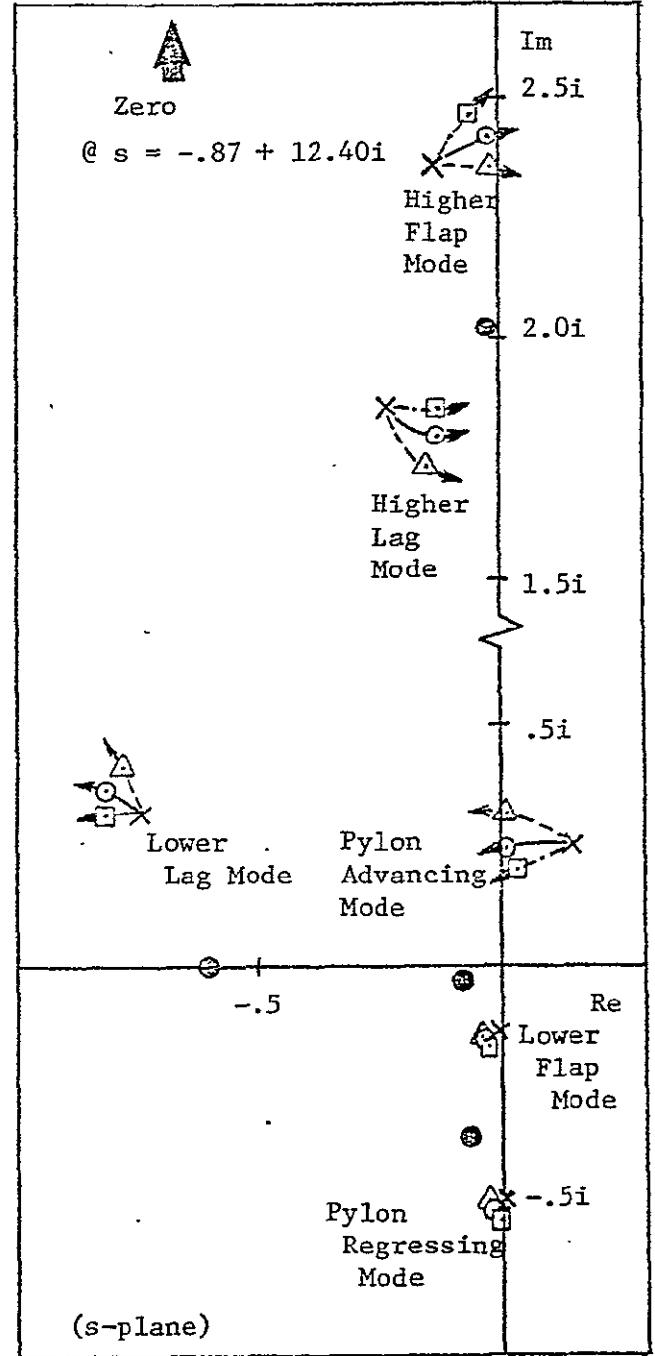 Im
2.5i
Zero
@ s = -.87 + 12.40i
Higher
Flap
Mode
2.0i
Higher
Lag
Mode
1.5i
.5i
Lower
Lag Mode
Pylon
Advancing
Mode
-.5
Re
Lower
Flap
Mode
-.5i
Pylon
Regressing
Mode
(s-plane)